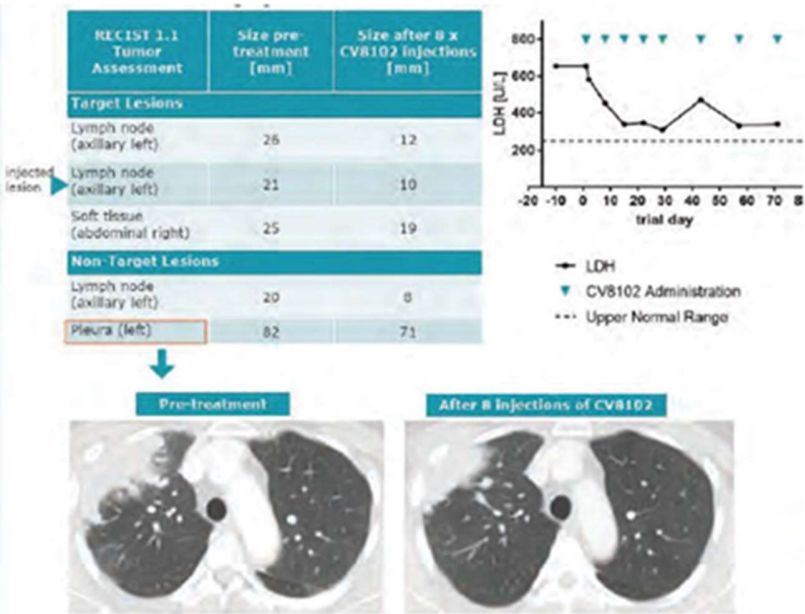 RECIST 1.1 Tumor Assessment
Size pre-treatment [mm]
Size after 8 x CV8102 injections [mm]
Target Lesions
Lymph node (axillary left) 26 12
injected lesion
Lymph node (axillary left) 21 10
Soft tissue (abdominal right) 25 19
Non-Target Lesions
Lymph node (axillary left) 20 8
Pleura (left) 82 71
LDH [U/L]
800
600
400
200
-20 -10 0 10 20 30 40 50 60 70 8
trial day
LDH
CV8102 Administration
Upper Normal Range
Pre-treatment
After 8 injections of CV8102